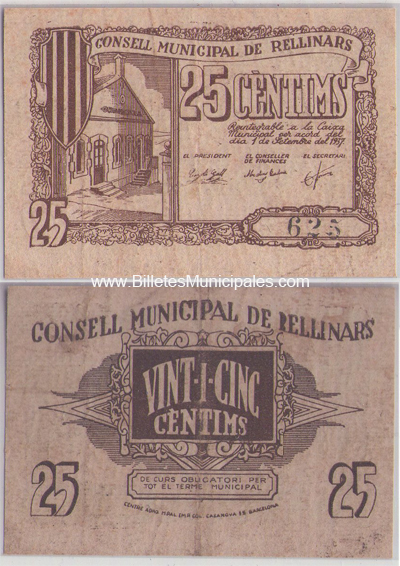 CONSELL MUNICIPAL DE RELLINARS
25 CÈNTIMS
Reintegrable a la Caixa
Municipal per acord del
dia 1 de Setembre del 1937
EL PRESIDENT EL CONSELLER DE FINANCES EL SECRETARI
25
625
www.BilletesMunicipales.com
CONSELL MUNICIPAL DE RELLINARS
VINT-I-CINC
CÈNTIMS
25 25
DE CURS OBLIGATORI PER
TOT EL TERME MUNICIPAL
CASANOVA BARCELONA